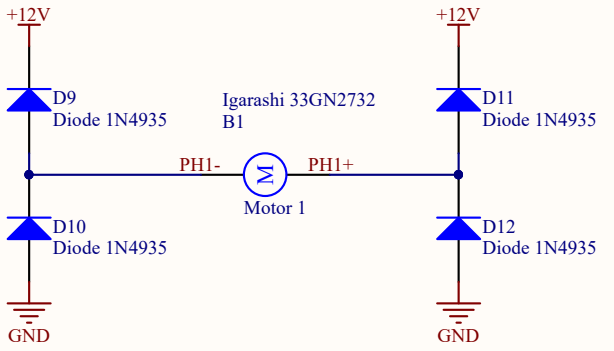 +12V
+12V
D9
Diode 1N4935
Igarashi 33GN2732
B1
D11
Diode 1N4935
PH1-
M
PH1+
Motor 1
D10
Diode 1N4935
D12
Diode 1N4935
GND
GND